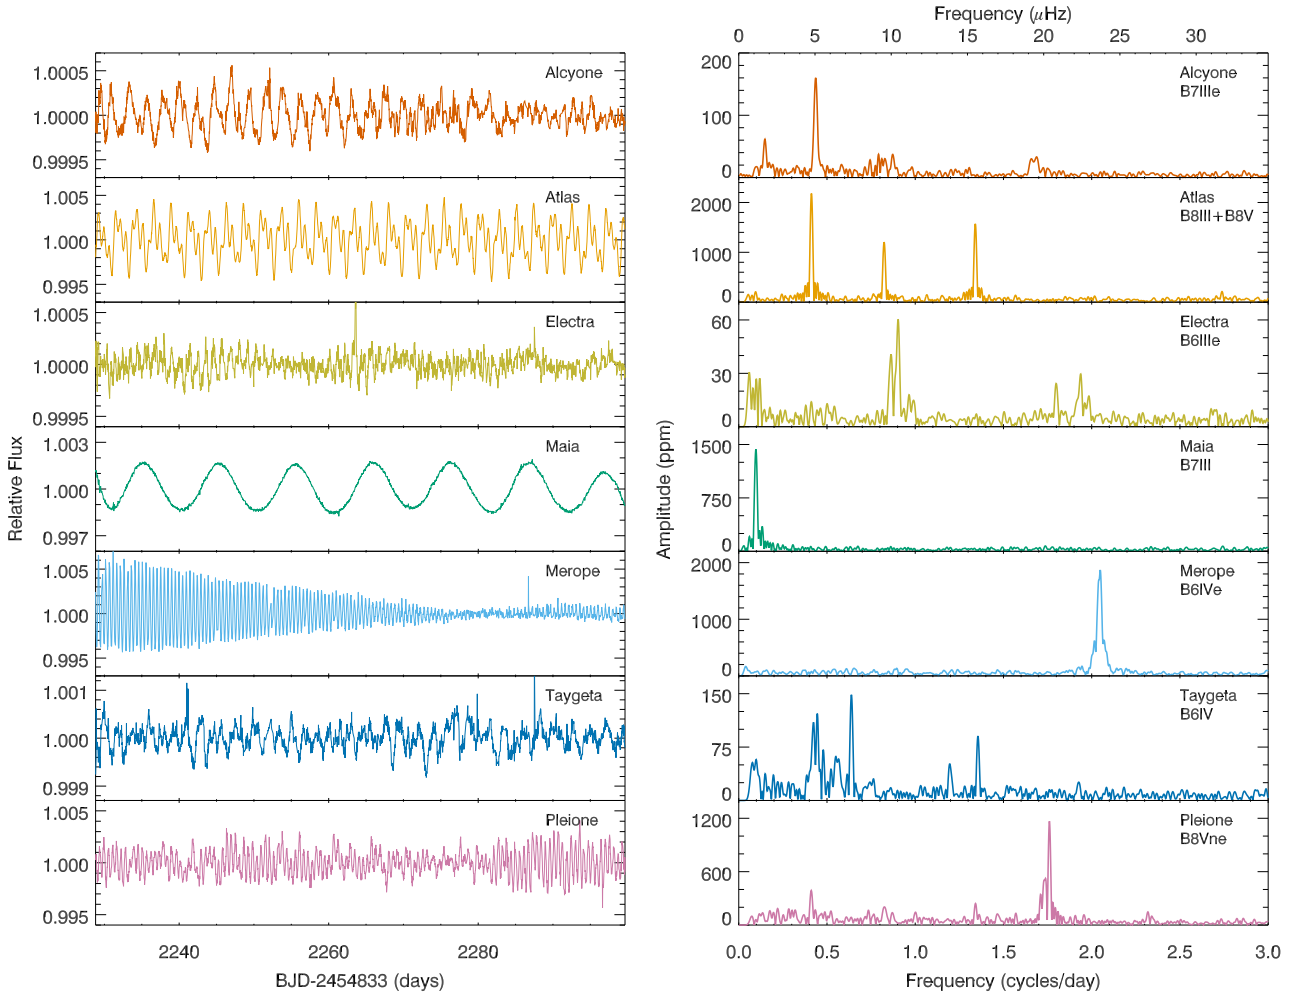 Frequency (μHz)
0 5 10 15 20 25 30
1.0005
1.0000
0.9995
Alcyone
200
100
0
Alcyone
B7IIIe
1.005
1.000
0.995
Atlas
2000
1000
0
Atlas
B8III+B8V
1.0005
1.0000
0.9995
Electra
60
30
0
Electra
B6IIIe
Relative Flux
1.003
1.000
0.997
Maia
Amplitude (ppm)
1500
750
0
Maia
B7III
1.005
1.000
0.995
Merope
2000
1000
0
Merope
B6IVe
1.001
1.000
0.999
Taygeta
150
75
0
Taygeta
B6IV
1.005
1.000
0.995
Pleione
1200
600
0
Pleione
B8Vne
2240 2260 2280
BJD-2454833 (days)
0.0 0.5 1.0 1.5 2.0 2.5 3.0
Frequency (cycles/day)